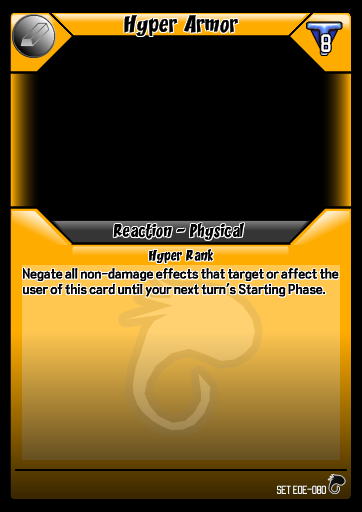 Hyper Armor
8
Reaction - Physical
Hyper Rank
Negate all non-damage effects that target or affect the
user of this card until your next turn's Starting Phase.
SET EOE-080